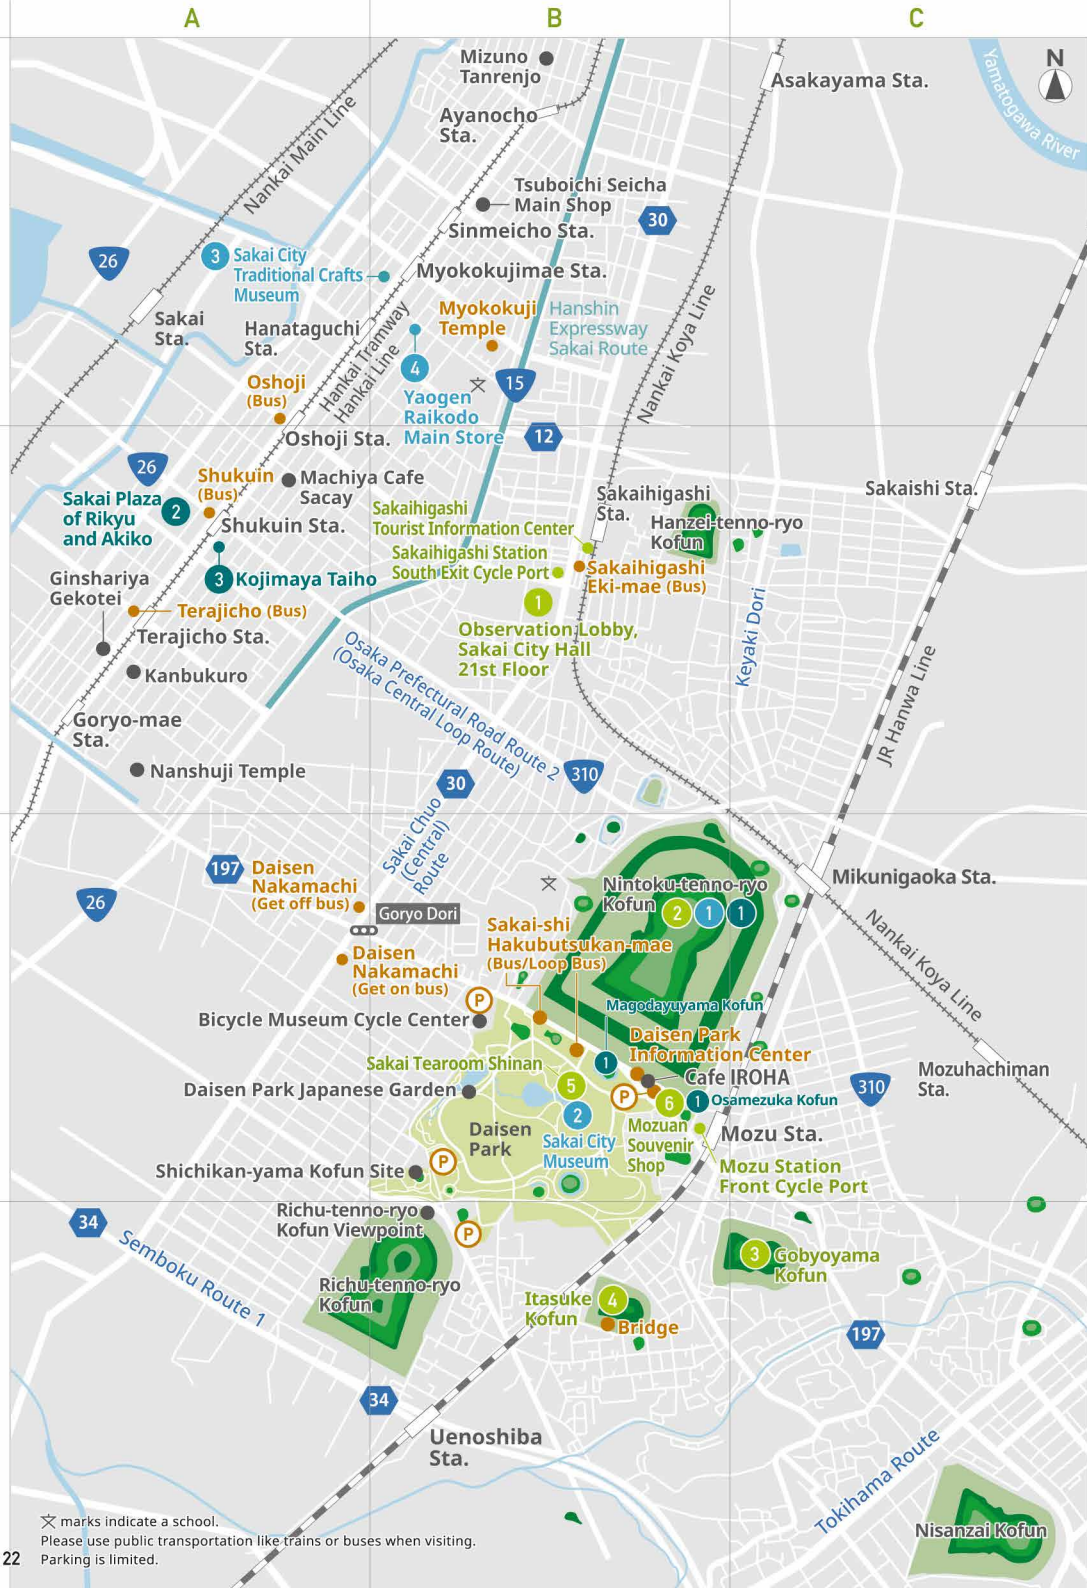 A
B
C
N
Mizuno
Tanrenjo
Ayanocho
Sta.
Asakayama Sta.
Yamatogawa River
Nankai Main Line
Tsuboichi Seicha
Main Shop
30
Sinmeicho Sta.
26
3
Sakai City
Traditional Crafts
Museum
Myokokujimae Sta.
Sakai
Sta.
Hanataguchi
Sta.
Hankai Tramway
Hankai Line
Myokokuji
Temple
Hanshin
Expressway
Sakai Route
Nankai Koya Line
4
Yaogen
Raikodo
Main Store
15
Oshoji
(Bus)
Oshoji Sta.
12
26
Shukuin
(Bus)
Machiya Cafe
Sacay
Sakai Plaza
of Rikyu
and Akiko
2
Shukuin Sta.
Sakaihigashi
Tourist Information Center
Sakaihigashi
Sta.
Hanzei-tenno-ryo
Kofun
Sakaishi Sta.
Sakaihigashi Station
South Exit Cycle Port
Sakaihigashi
Eki-mae (Bus)
3
Kojimaya Taiho
Ginshariya
Gekotei
Terajicho (Bus)
Terajicho Sta.
1
Observation Lobby,
Sakai City Hall
21st Floor
Keyaki Dori
Kanbukuro
Osaka Prefectural Road Route 2
(Osaka Central Loop Route)
JR Hanwa Line
Goryo-mae
Sta.
Nanshuji Temple
30
310
Sakai Chuo
(Central)
Route
197
Daisen
Nakamachi
(Get off bus)
26
Goryo Dori
Nintoku-tenno-ryo
Kofun
2
1
1
Mikunigaoka Sta.
Nankai Koya Line
Sakai-shi
Hakubutsukan-mae
(Bus/Loop Bus)
Daisen
Nakamachi
(Get on bus)
P
Bicycle Museum Cycle Center
Magodayuyama Kofun
Daisen Park
Information Center
Sakai Tearoom Shinan
1
Cafe IROHA
Mozuhachiman
Sta.
310
Daisen Park Japanese Garden
5
P
6
1
Osamezuka Kofun
2
Daisen
Park
Sakai City
Museum
Mozuan
Souvenir
Shop
Mozu Sta.
Mozu Station
Front Cycle Port
Shichikan-yama Kofun Site
P
Richu-tenno-ryo
Kofun Viewpoint
P
34
Semboku Route 1
Richu-tenno-ryo
Kofun
3
Gobyoyama
Kofun
Itasuke
Kofun
4
Bridge
197
34
Uenoshiba
Sta.
Tokihama Route
Nisanzai Kofun
marks indicate a school.
Please use public transportation like trains or buses when visiting.
Parking is limited.
22